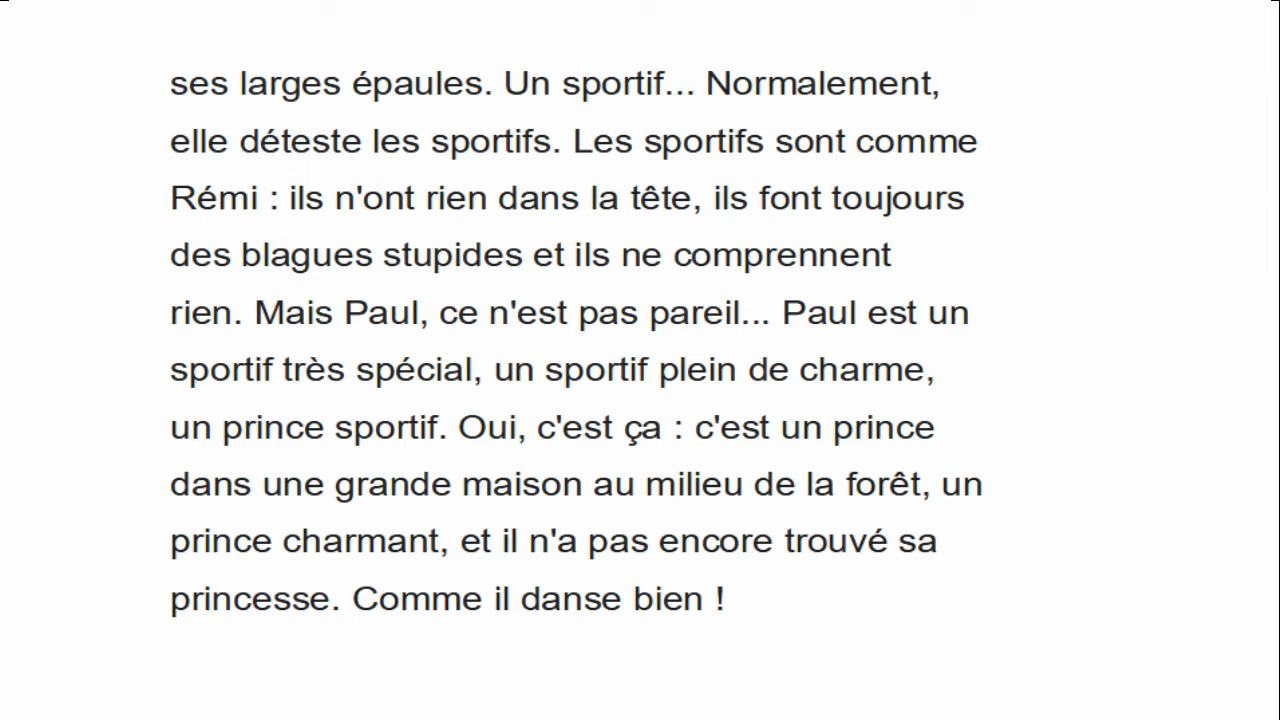 ses larges épaules. Un sportif... Normalement,
elle déteste les sportifs. Les sportifs sont comme
Rémi : ils n'ont rien dans la tête, ils font toujours
des blagues stupides et ils ne comprennent
rien. Mais Paul, ce n'est pas pareil... Paul est un
sportif très spécial, un sportif plein de charme,
un prince sportif. Oui, c'est ça : c'est un prince
dans une grande maison au milieu de la forêt, un
prince charmant, et il n'a pas encore trouvé sa
princesse. Comme il danse bien !